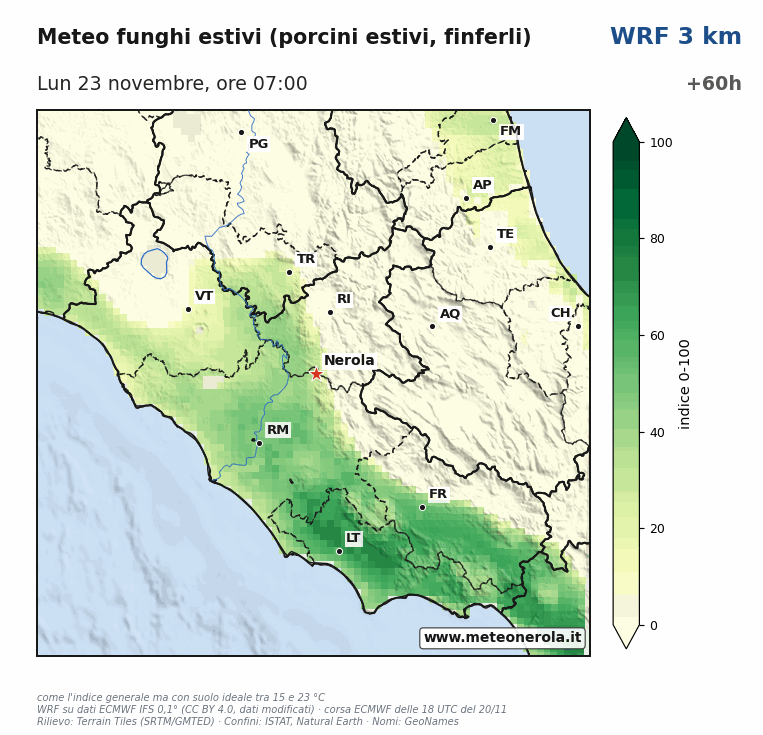 Meteo funghi estivi (porcini estivi, finferli)
WRF 3 km
Lun 23 novembre, ore 07:00
+60h
FM
PG
AP
TE
TR
VT
RI
AQ
CH
Nerola
RM
FR
LT
www.meteonerola.it
100
80
60
40
20
0
indice 0-100
come l'indice generale ma con suolo ideale tra 15 e 23 °C
WRF su dati ECMWF IFS 0,1° (CC BY 4.0, dati modificati) · corsa ECMWF delle 18 UTC del 20/11
Rilievo: Terrain Tiles (SRTM/GMTED) · Confini: ISTAT, Natural Earth · Nomi: GeoNames